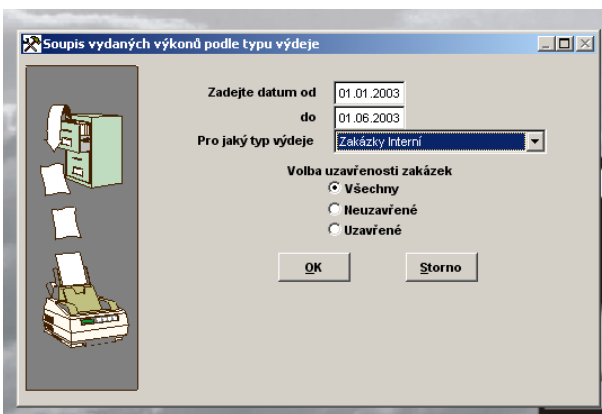 Soupis vydaných výkonů podle typu výdeje
Zadejte datum od 01.01.2003
do 01.06.2003
Pro jaký typ výdeje Zakázky Interní
Volba uzavřenosti zakázek
Všechny
Neuzavřené
Uzavřené
OK Storno